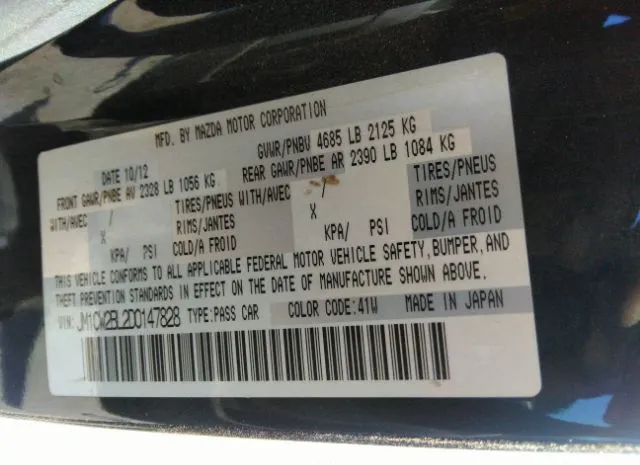 MFD. BY MAZDA MOTOR CORPORATION
DATE 10/12 GVWR/PNBV 4685 LB 2125 KG
FRONT GAWR/PNBE AV 2328 LB 1056 KG REAR GAWR/PNBE AR 2390 LB 1084 KG
WITH/AVEC / TIRES/PNEUS WITH/AVEC / TIRES/PNEUS
X RIMS/JANTES X RIMS/JANTES
KPA/ PSI COLD/A FROID KPA/ PSI COLD/A FROID
THIS VEHICLE CONFORMS TO ALL APPLICABLE FEDERAL MOTOR VEHICLE SAFETY, BUMPER, AND
THEFT PREVENTION STANDARDS IN EFFECT ON THE DATE OF MANUFACTURE SHOWN ABOVE.
VIN: JM1CW2BL2D0147828 TYPE:PASS CAR COLOR CODE:41W MADE IN JAPAN